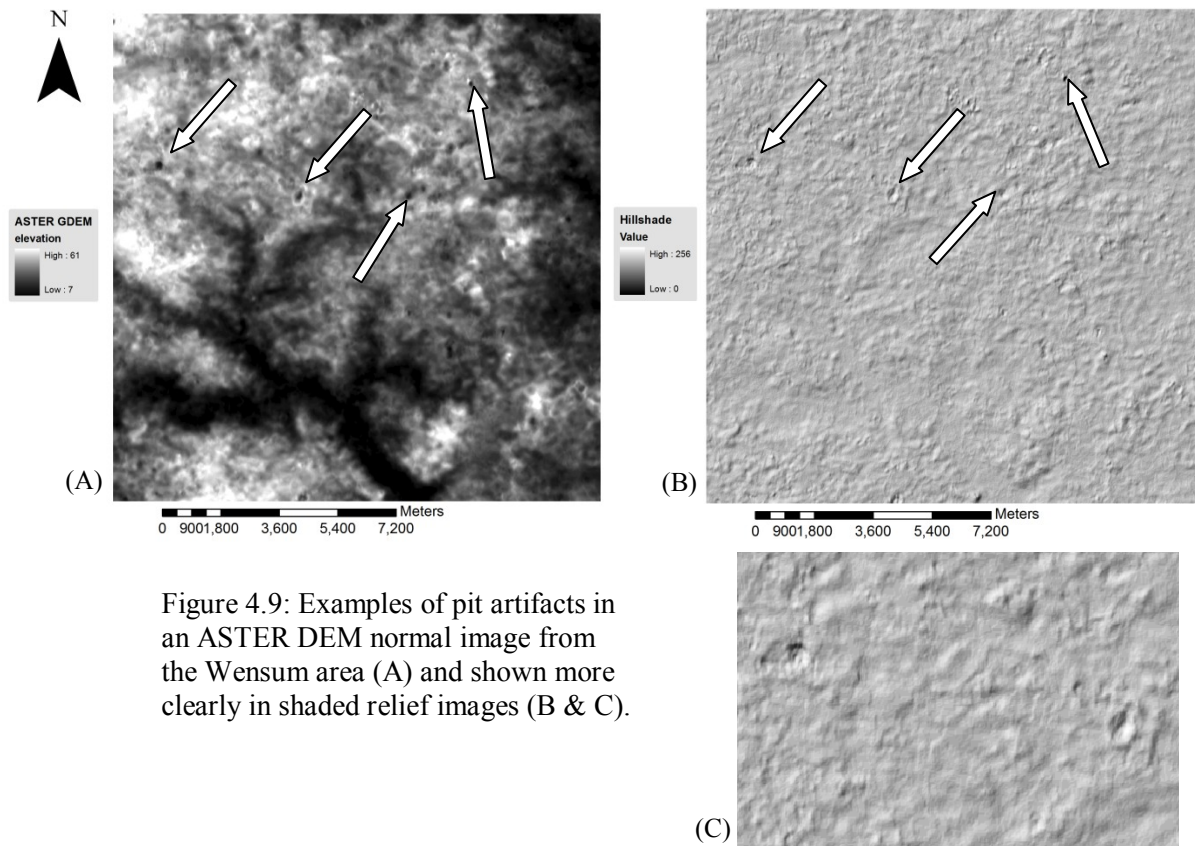 N
ASTER GDEM
elevation
High : 61
Low : 7
(A)
Meters
0 9001,800 3,600 5,400 7,200
Hillshade
Value
High : 256
Low : 0
(B)
Meters
0 9001,800 3,600 5,400 7,200
Figure 4.9: Examples of pit artifacts in
an ASTER DEM normal image from
the Wensum area (A) and shown more
clearly in shaded relief images (B & C).
(C)